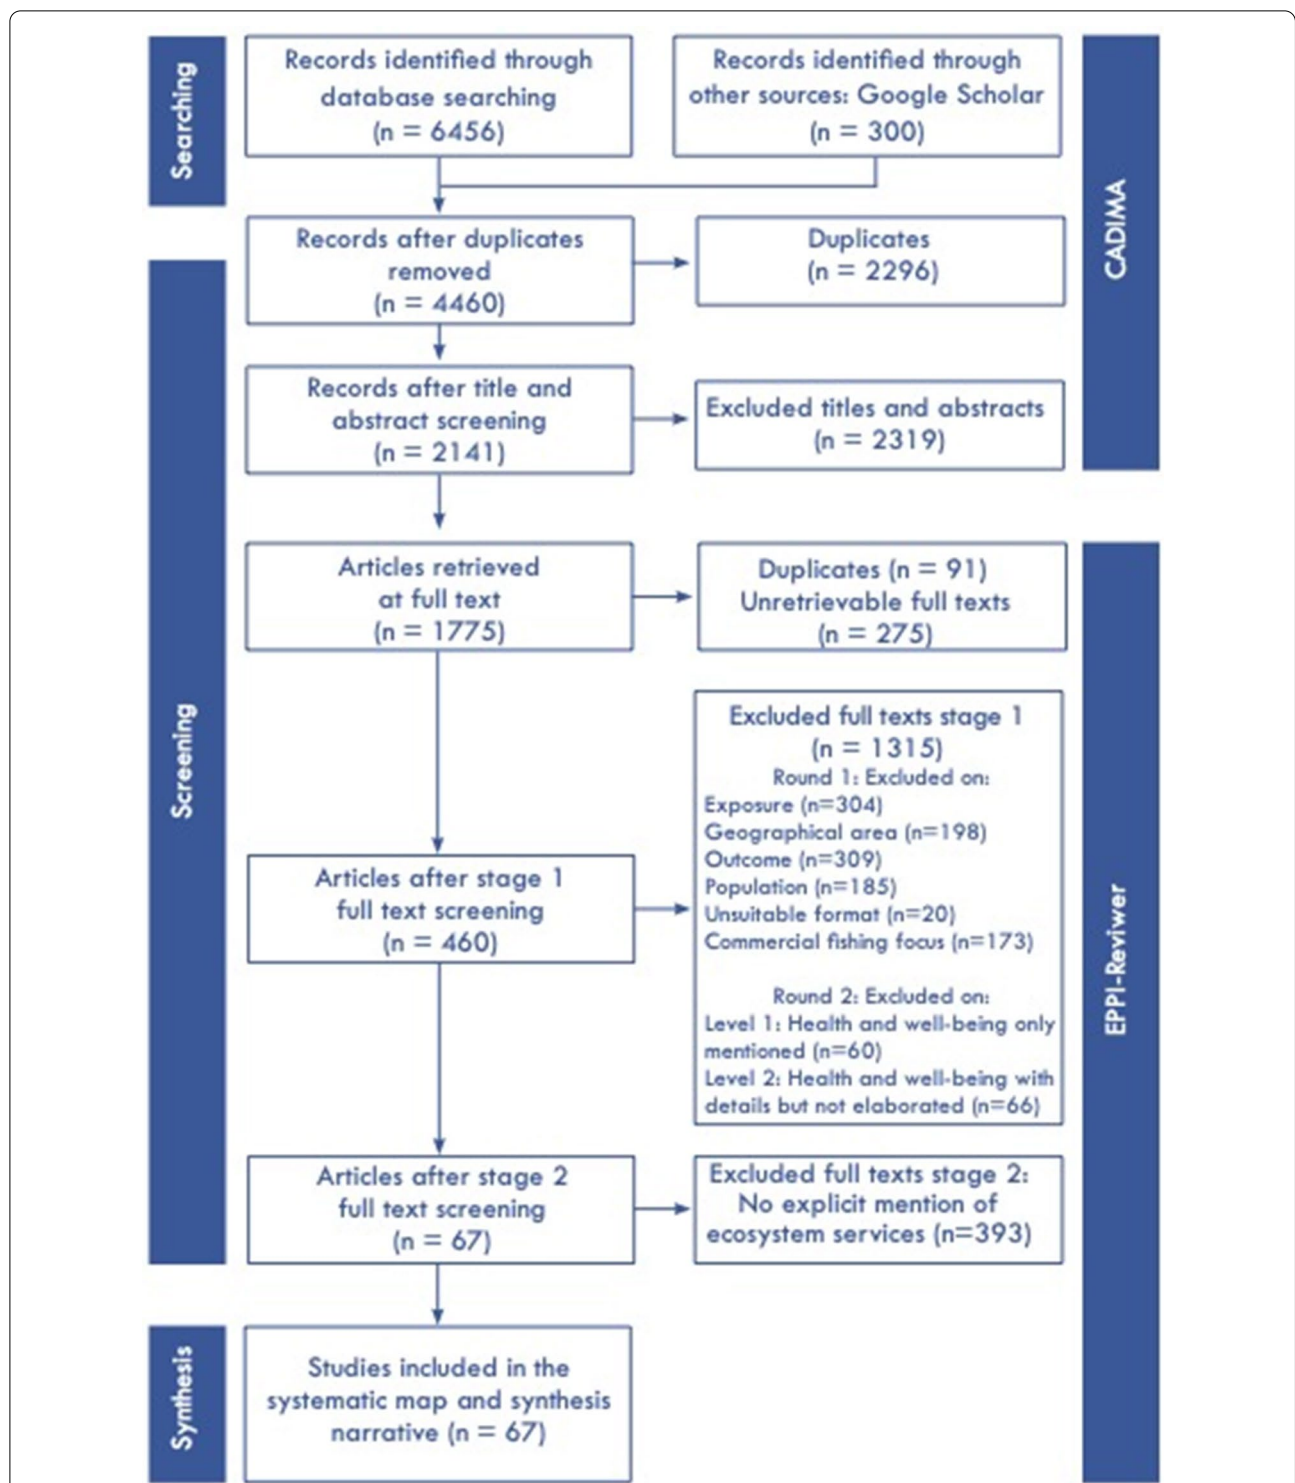 Searching
Records identified through
database searching
(n = 6456)
Records identified through
other sources: Google Scholar
(n = 300)
CADIMA
Records after duplicates
removed
(n = 4460)
Duplicates
(n = 2296)
Screening
Records after title and
abstract screening
(n = 2141)
Excluded titles and abstracts
(n = 2319)
Articles retrieved
at full text
(n = 1775)
Duplicates (n = 91)
Unretrievable full texts
(n = 275)
EPPI-Reviwer
Articles after stage 1
full text screening
(n = 460)
Excluded full texts stage 1
(n = 1315)
Round 1: Excluded on:
Exposure (n=304)
Geographical area (n=198)
Outcome (n=309)
Population (n=185)
Unsuitable format (n=20)
Commercial fishing focus (n=173)
Round 2: Excluded on:
Level 1: Health and well-being only
mentioned (n=60)
Level 2: Health and well-being with
details but not elaborated (n=66)
Articles after stage 2
full text screening
(n = 67)
Excluded full texts stage 2:
No explicit mention of
ecosystem services (n=393)
Synthesis
Studies included in the
systematic map and synthesis
narrative (n = 67)